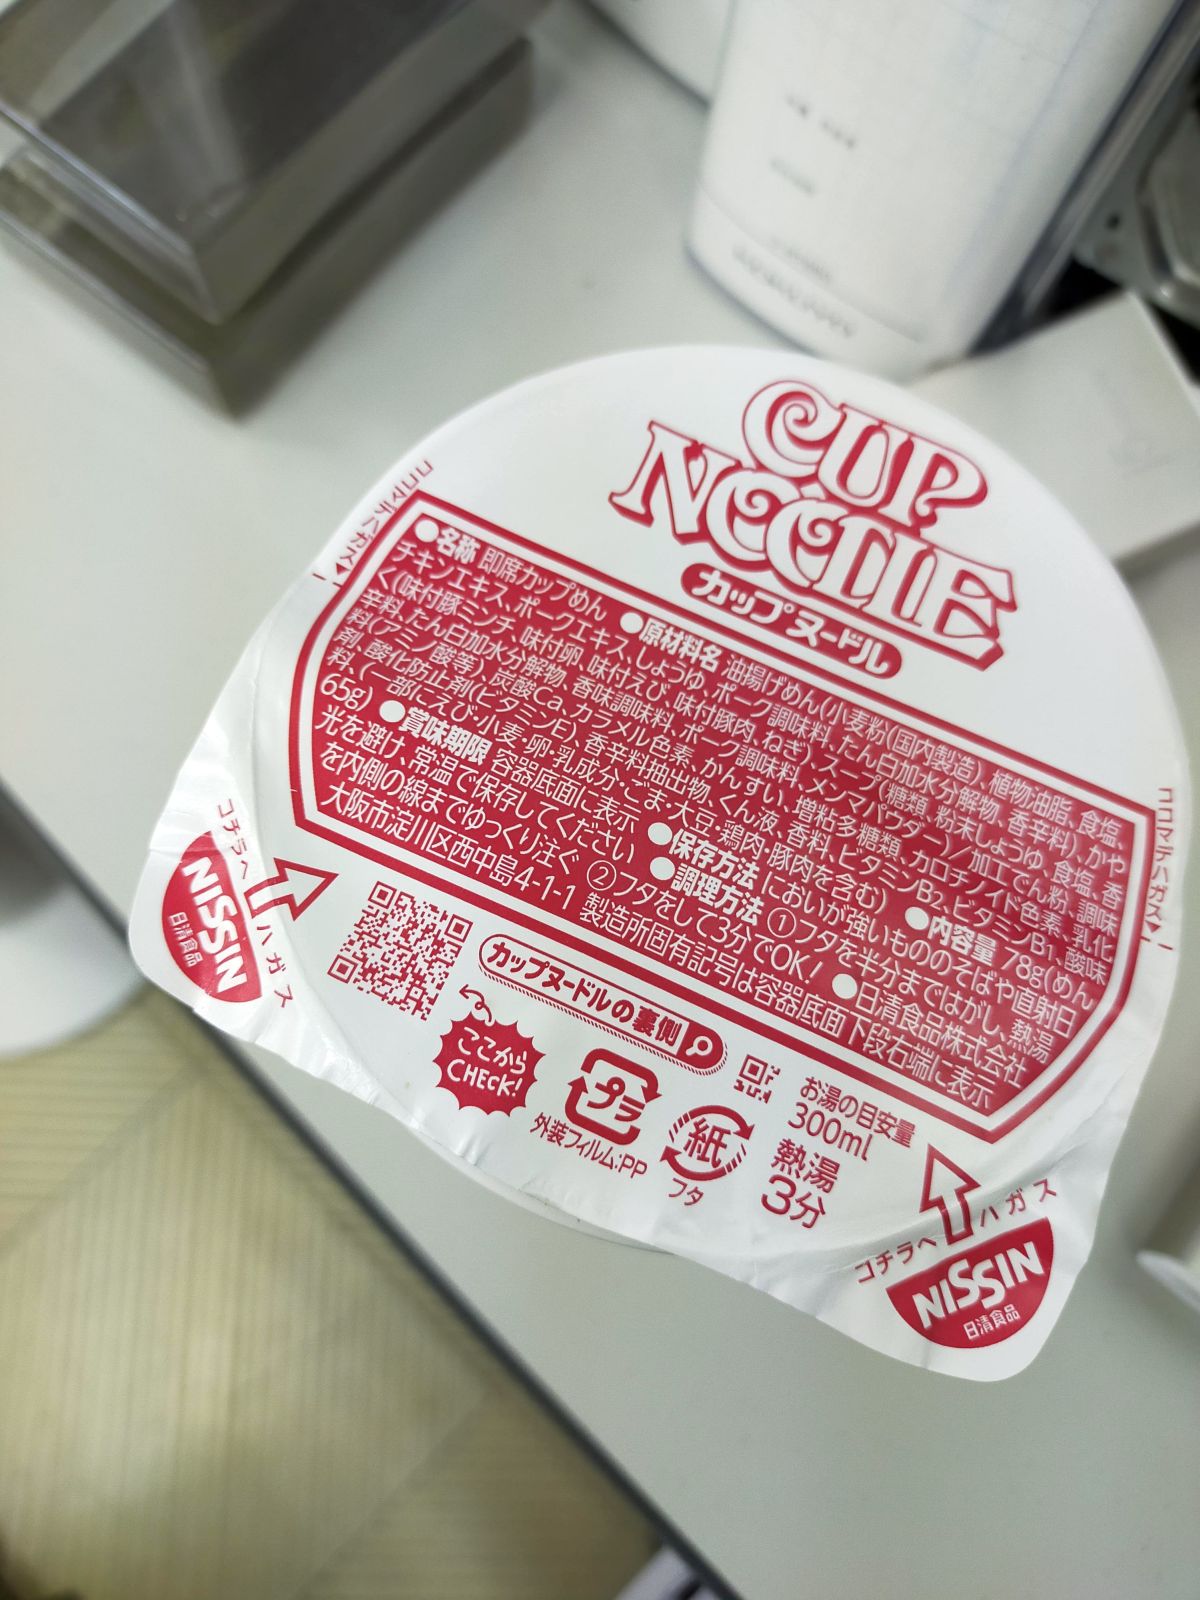 CUP
NOODLE
カップヌードル
ココマデハガス
ココマデハガス
●名称 即席カップめん ●原材料名 油揚げめん(小麦粉(国内製造)、植物油脂、食塩、
チキンエキス、ポークエキス、しょうゆ、ポーク調味料、たん白加水分解物、香辛料)、かや
く(味付豚ミンチ、味付卵、味付えび、味付豚肉、ねぎ)、スープ(糖類、粉末しょうゆ、食塩、香
辛料、たん白加水分解物、香味調味料、ポーク調味料、メンマパウダー)/加工でん粉、調味
料(アミノ酸等)、炭酸Ca、カラメル色素、かんすい、増粘多糖類、カロチノイド色素、乳化
剤、酸化防止剤(ビタミンE)、香辛料抽出物、くん液、香料、ビタミンB2、ビタミンB1、酸味
料、(一部にえび・小麦・卵・乳成分・ごま・大豆・鶏肉・豚肉を含む) ●内容量 78g(めん
65g) ●賞味期限 容器底面に表示 ●保存方法 においが強いもののそばや直射日
光を避け、常温で保存してください ●調理方法 ①フタを半分まではがし、熱湯
を内側の線までゆっくり注ぐ ②フタをして3分でOK! ●日清食品株式会社
大阪市淀川区西中島4-1-1 製造所固有記号は容器底面下段右端に表示
コチラヘ ハガス
NISSIN
日清食品
カップヌードルの裏側
ここから
CHECK!
プラ
外装フィルム:PP
紙
フタ
お湯の目安量
300ml
熱湯
3分
コチラヘ ハガス
NISSIN
日清食品